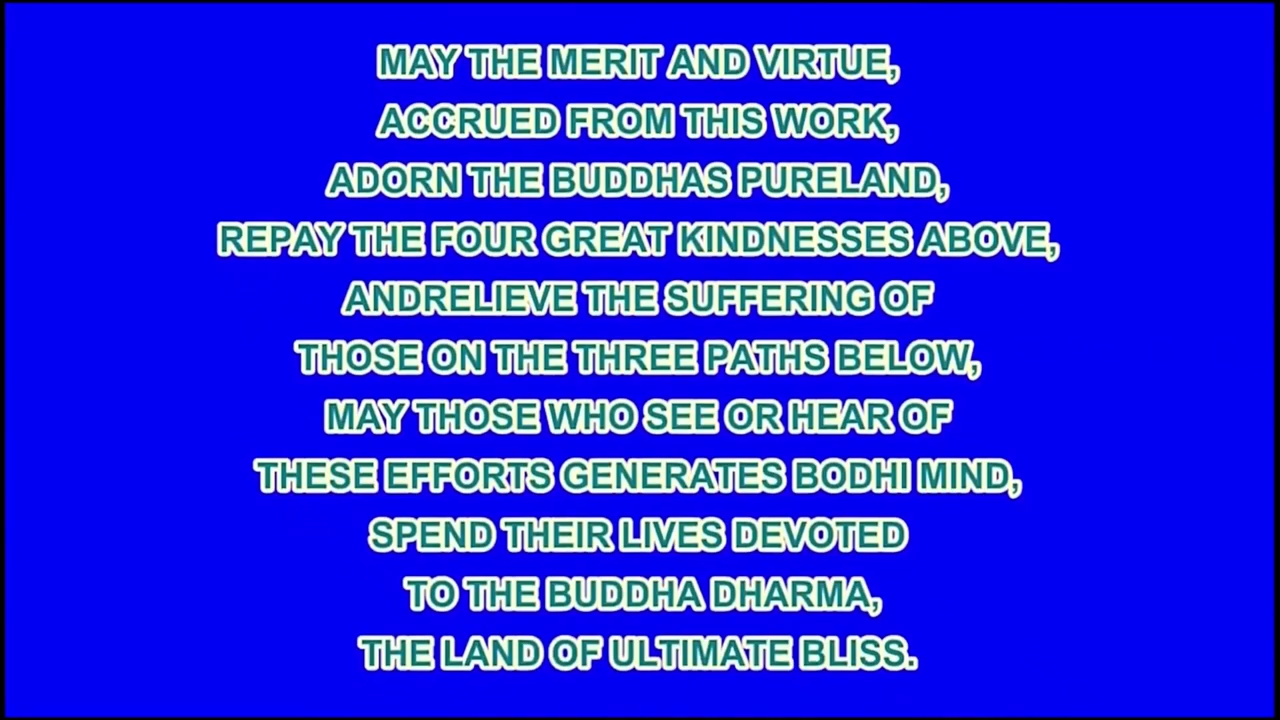 MAY THE MERIT AND VIRTUE,
ACCRUED FROM THIS WORK,
ADORN THE BUDDHAS PURELAND,
REPAY THE FOUR GREAT KINDNESSES ABOVE,
ANDRELIEVE THE SUFFERING OF
THOSE ON THE THREE PATHS BELOW,
MAY THOSE WHO SEE OR HEAR OF
THESE EFFORTS GENERATES BODHI MIND,
SPEND THEIR LIVES DEVOTED
TO THE BUDDHA DHARMA,
THE LAND OF ULTIMATE BLISS.